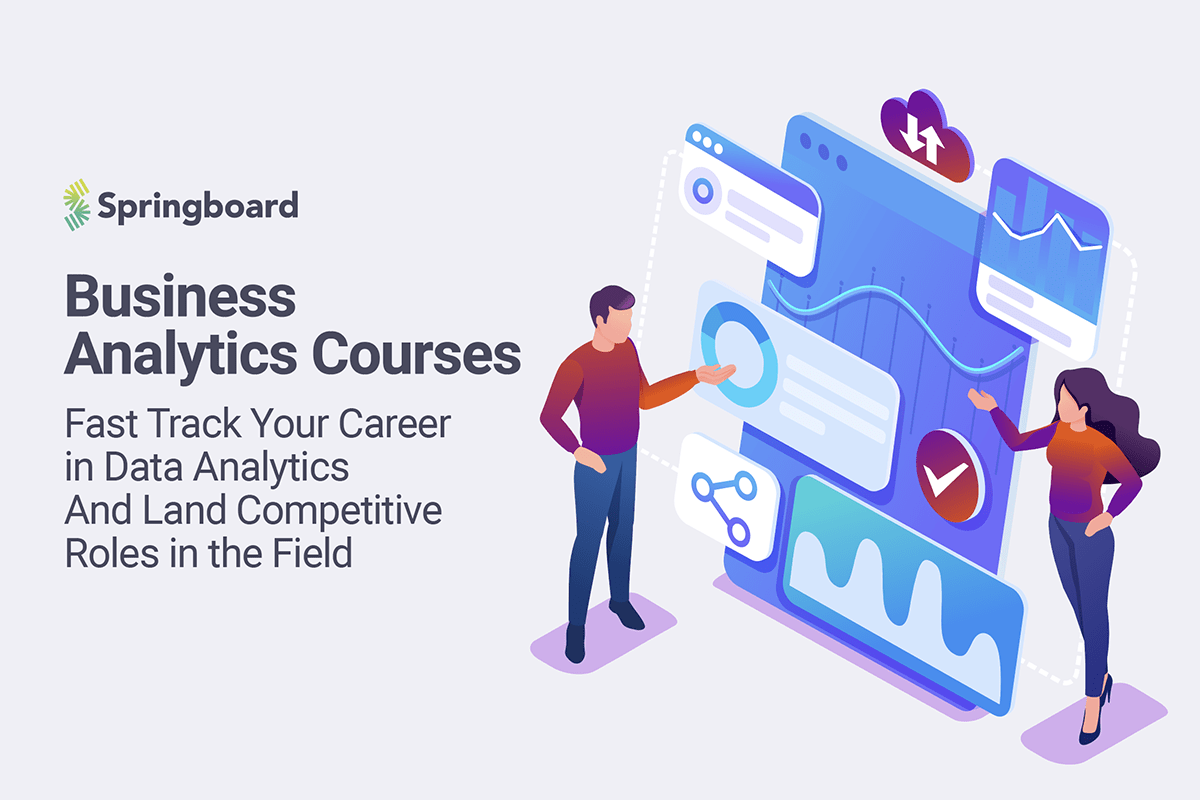 Springboard
Business
Analytics Courses
Fast Track Your Career
in Data Analytics
And Land Competitive
Roles in the Field